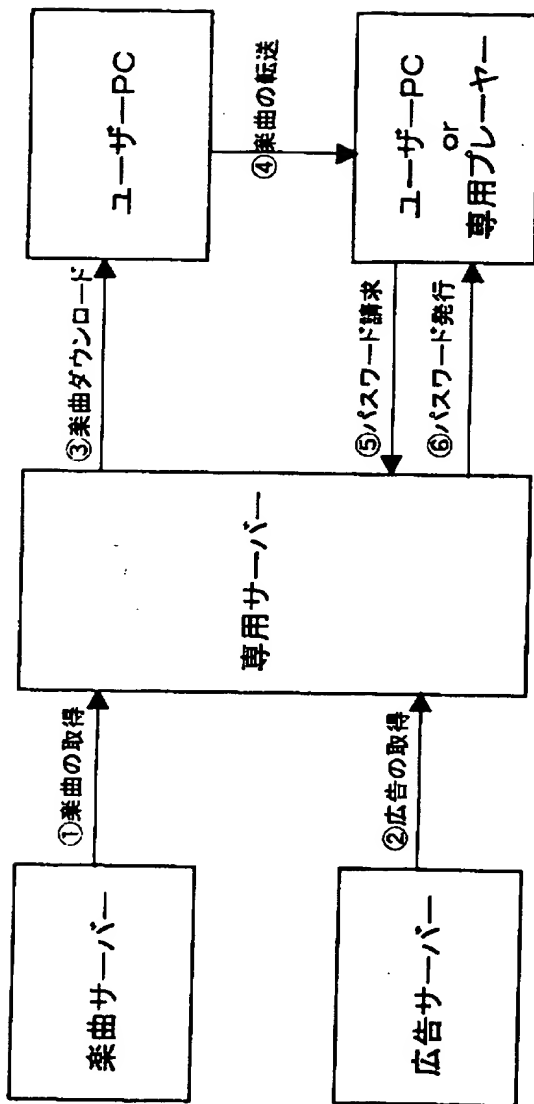 楽曲サーバー
広告サーバー
①楽曲の取得
②広告の取得
専用サーバー
③楽曲ダウンロード
⑤パスワード請求
⑥パスワード発行
ユーザーPC
④楽曲の転送
ユーザーPC
or
専用プレーヤー